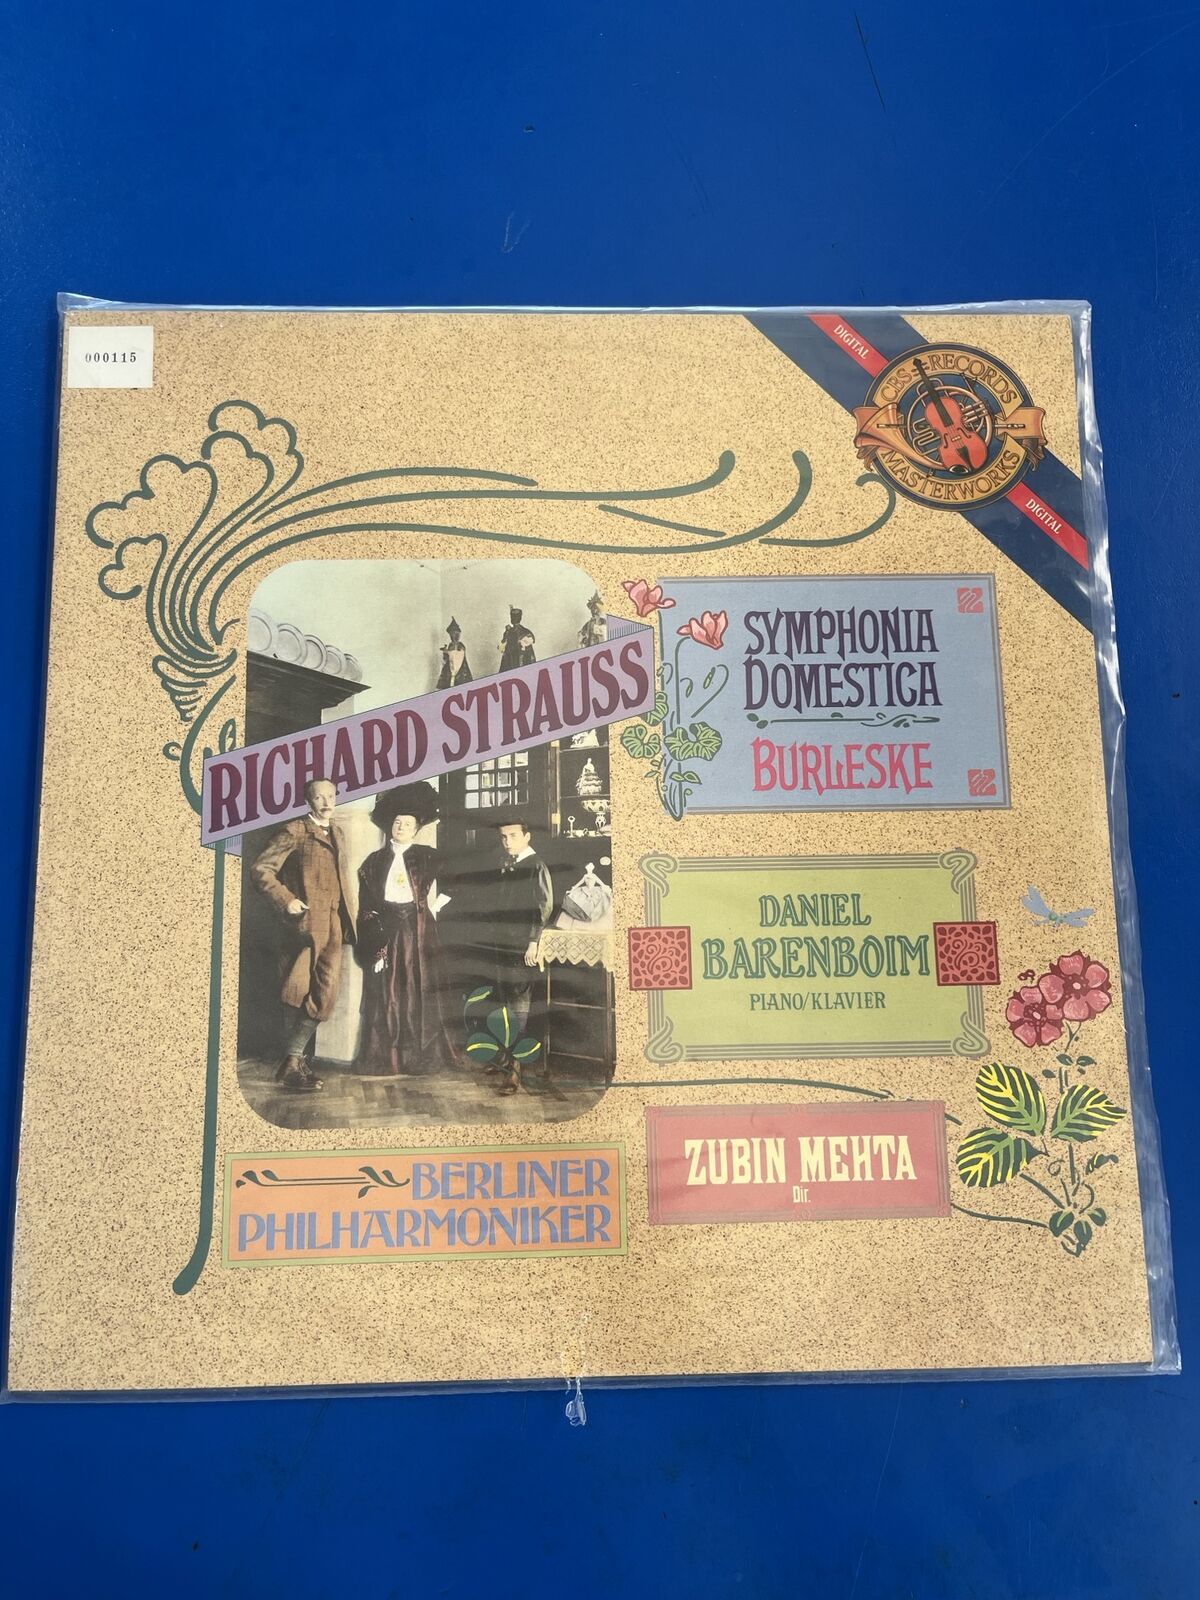 000115
DIGITAL
CBS RECORDS
MASTERWORKS
DIGITAL
RICHARD STRAUSS
SYMPHONIA
DOMESTICA
BURLESKE
DANIEL
BARENBOIM
PIANO/KLAVIER
ZUBIN MEHTA
Dir.
BERLINER
PHILHARMONIKER